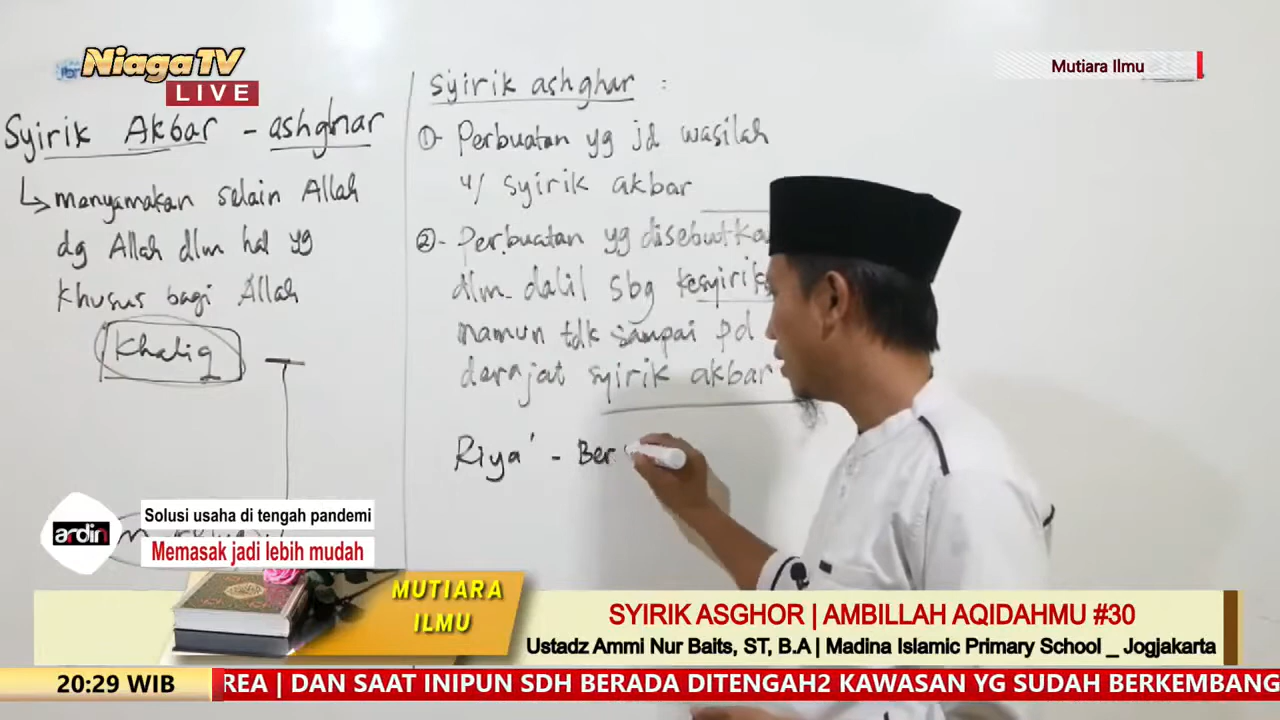 Niaga TV
LIVE
Mutiara Ilmu
Syirik Akbar - ashghar
menyamakan selain Allah
dg Allah dlm hal yg
khusus bagi Allah
Khaliq
Syirik ashghar :
① Perbuatan yg jd wasilah
u/ syirik akbar
②- Perbuatan yg disebutka
dlm dalil sbg kesyirik
namun tdk sampai pd
derajat syirik akbar
Riya' - Ber
ardin
Solusi usaha di tengah pandemi
Memasak jadi lebih mudah
MUTIARA
ILMU
SYIRIK ASGHOR | AMBILLAH AQIDAHMU #30
Ustadz Ammi Nur Baits, ST, B.A | Madina Islamic Primary School _ Jogjakarta
20:29 WIB
REA | DAN SAAT INIPUN SDH BERADA DITENGAH2 KAWASAN YG SUDAH BERKEMBANG